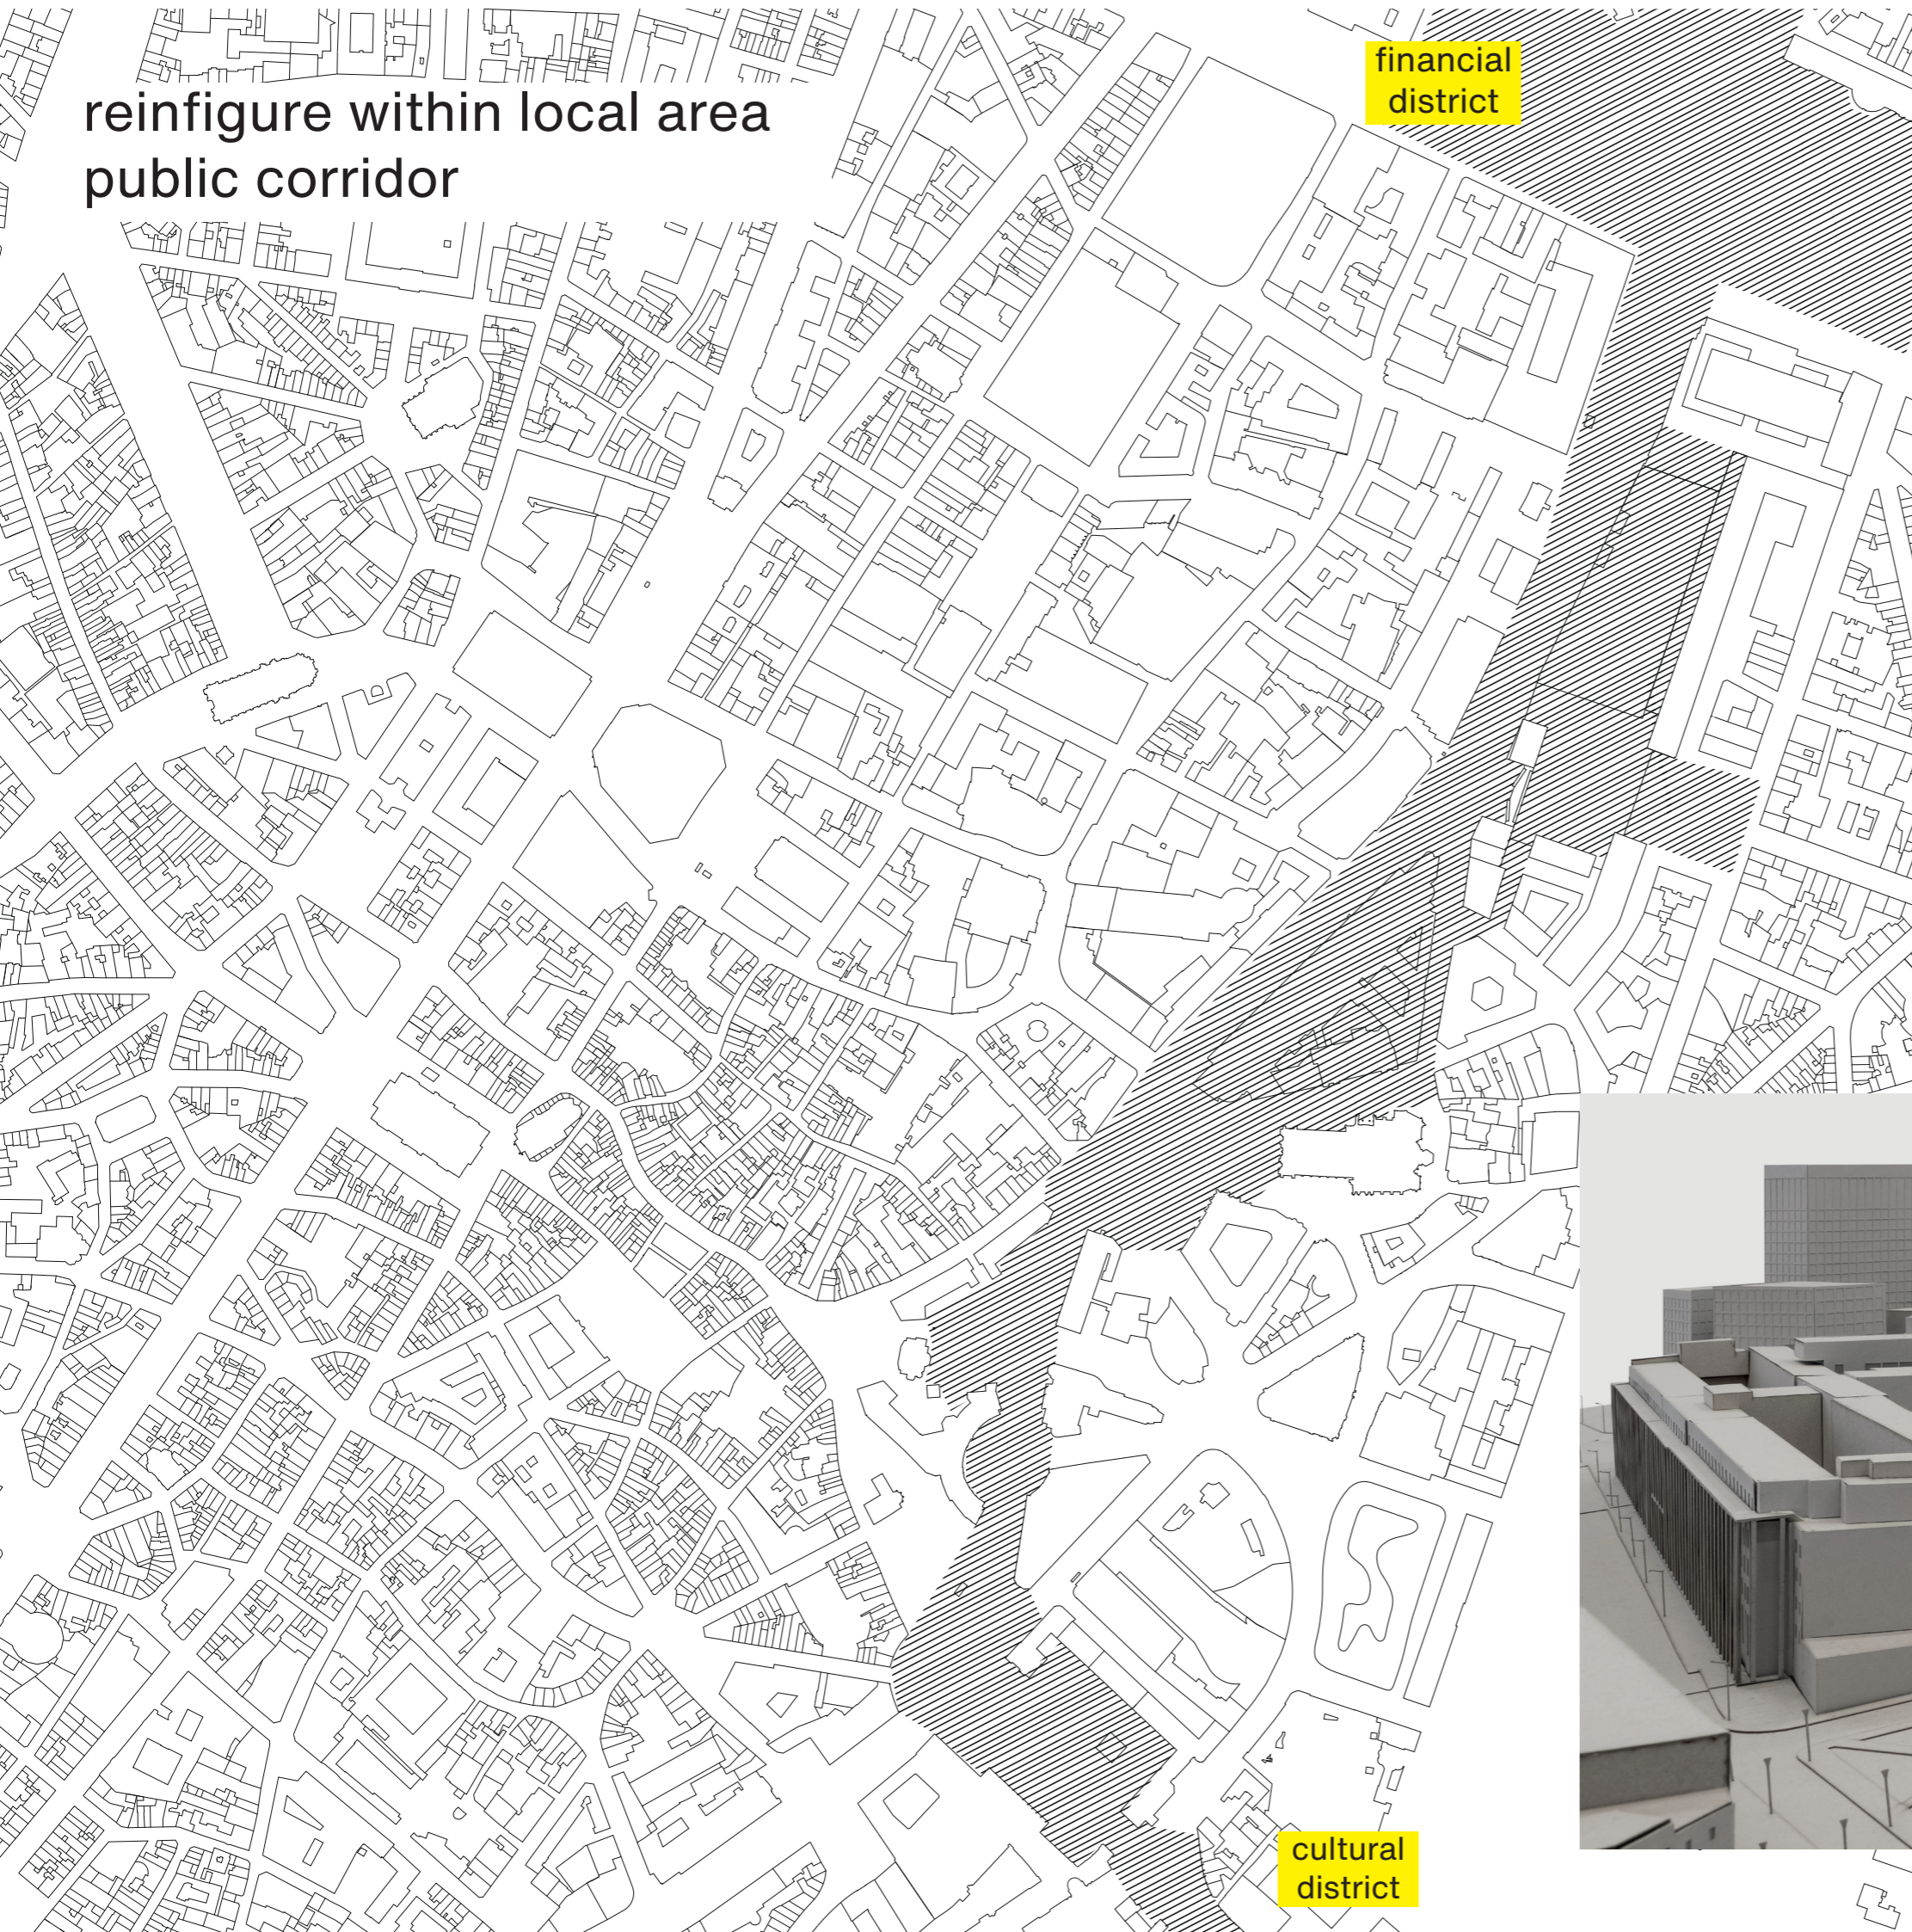 financial
district
reinfigure within local area
public corridor
cultural
district